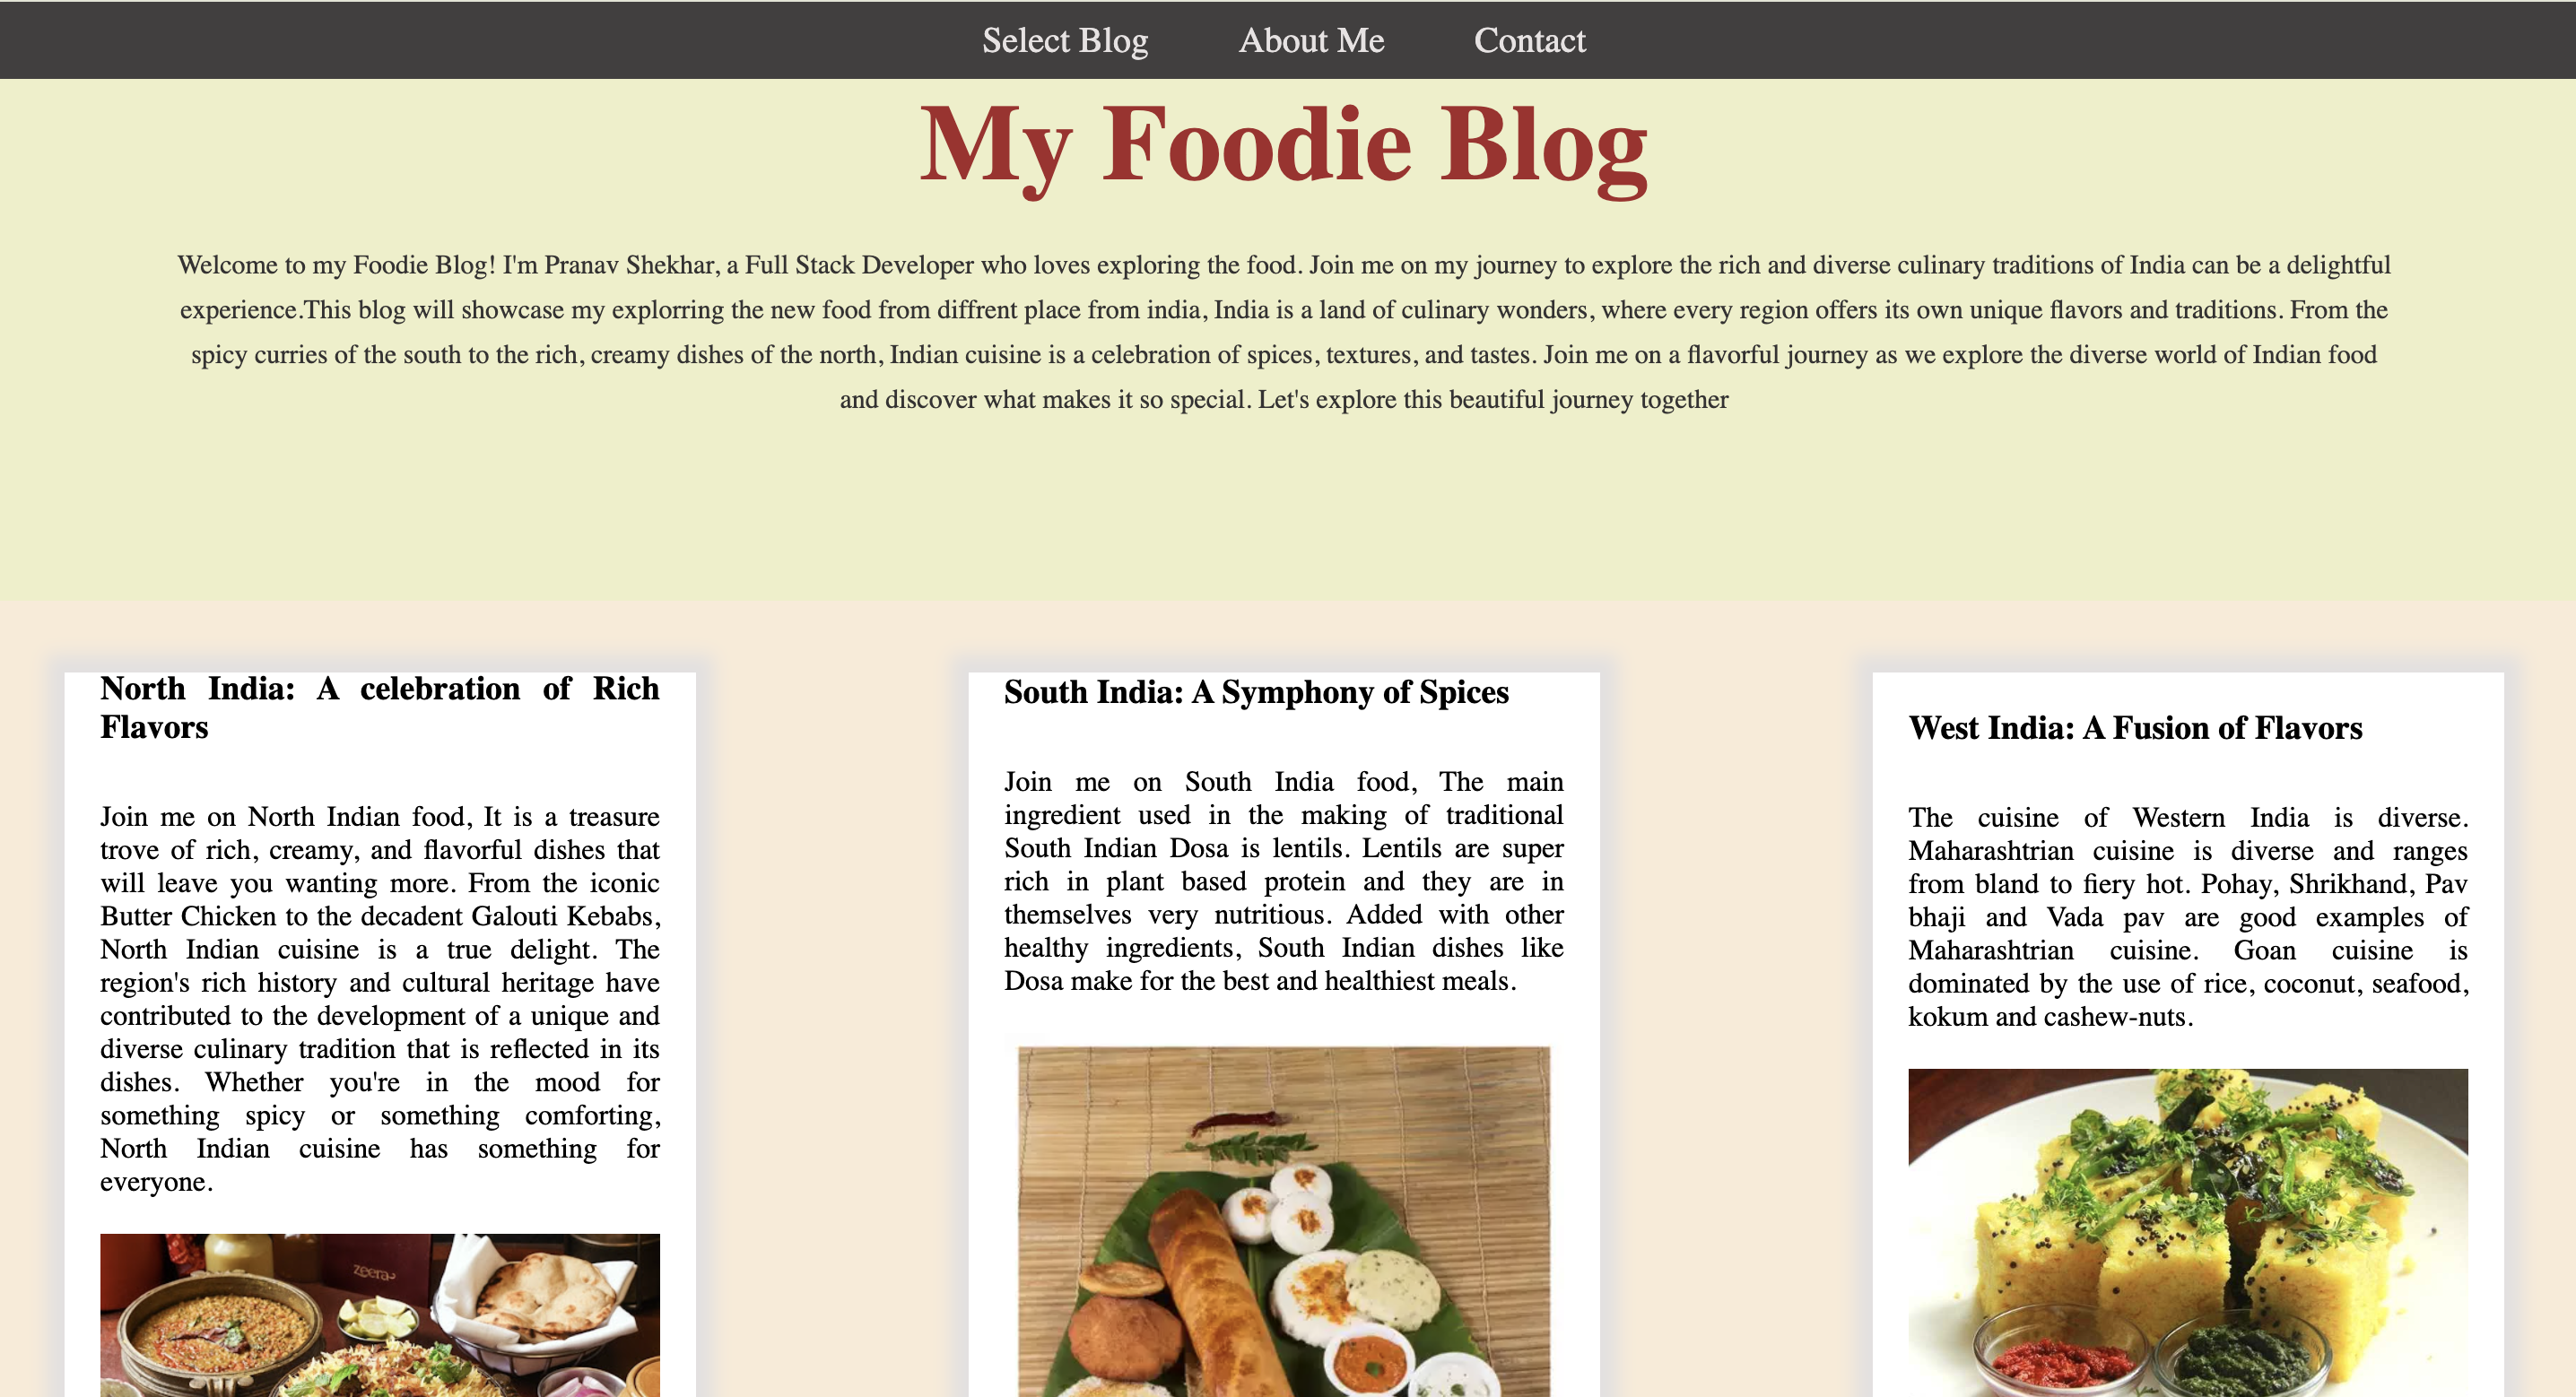 Select Blog About Me Contact
My Foodie Blog
Welcome to my Foodie Blog! I'm Pranav Shekhar, a Full Stack Developer who loves exploring the food. Join me on my journey to explore the rich and diverse culinary traditions of India can be a delightful
experience.This blog will showcase my explorring the new food from diffrent place from india, India is a land of culinary wonders, where every region offers its own unique flavors and traditions. From the
spicy curries of the south to the rich, creamy dishes of the north, Indian cuisine is a celebration of spices, textures, and tastes. Join me on a flavorful journey as we explore the diverse world of Indian food
and discover what makes it so special. Let's explore this beautiful journey together
North India: A celebration of Rich
Flavors
Join me on North Indian food, It is a treasure
trove of rich, creamy, and flavorful dishes that
will leave you wanting more. From the iconic
Butter Chicken to the decadent Galouti Kebabs,
North Indian cuisine is a true delight. The
region's rich history and cultural heritage have
contributed to the development of a unique and
diverse culinary tradition that is reflected in its
dishes. Whether you're in the mood for
something spicy or something comforting,
North Indian cuisine has something for
everyone.
zeera
South India: A Symphony of Spices
Join me on South India food, The main
ingredient used in the making of traditional
South Indian Dosa is lentils. Lentils are super
rich in plant based protein and they are in
themselves very nutritious. Added with other
healthy ingredients, South Indian dishes like
Dosa make for the best and healthiest meals.
West India: A Fusion of Flavors
The cuisine of Western India is diverse.
Maharashtrian cuisine is diverse and ranges
from bland to fiery hot. Pohay, Shrikhand, Pav
bhaji and Vada pav are good examples of
Maharashtrian cuisine. Goan cuisine is
dominated by the use of rice, coconut, seafood,
kokum and cashew-nuts.